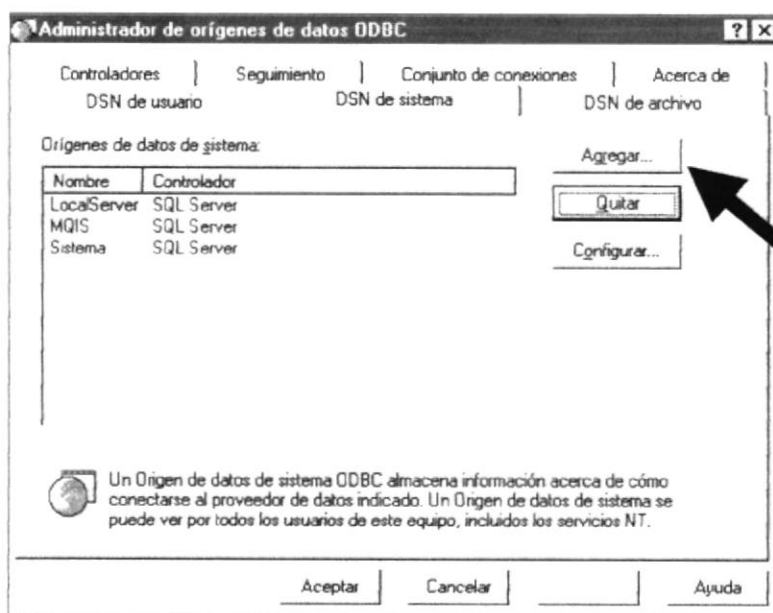 Administrador de orígenes de datos ODBC
Controladores Seguimiento Conjunto de conexiones Acerca de
DSN de usuario DSN de sistema DSN de archivo
Orígenes de datos de sistema:
Nombre Controlador
LocalServer SQL Server
MQIS SQL Server
Sistema SQL Server
Agregar...
Quitar
Configurar...
Un Origen de datos de sistema ODBC almacena información acerca de cómo
conectarse al proveedor de datos indicado. Un Origen de datos de sistema se
puede ver por todos los usuarios de este equipo, incluidos los servicios NT.
Aceptar Cancelar Ayuda